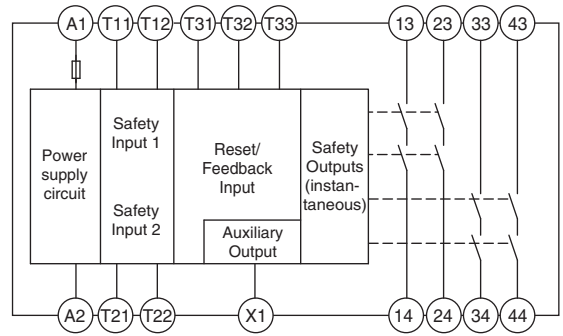 A1 T11 T12 T31 T32 T33 13 23 33 43
Power
supply
circuit
Safety
Input 1
Safety
Input 2
Reset/
Feedback
Input
Auxiliary
Output
Safety
Outputs
(instan-
taneous)
A2 T21 T22 X1 14 24 34 44